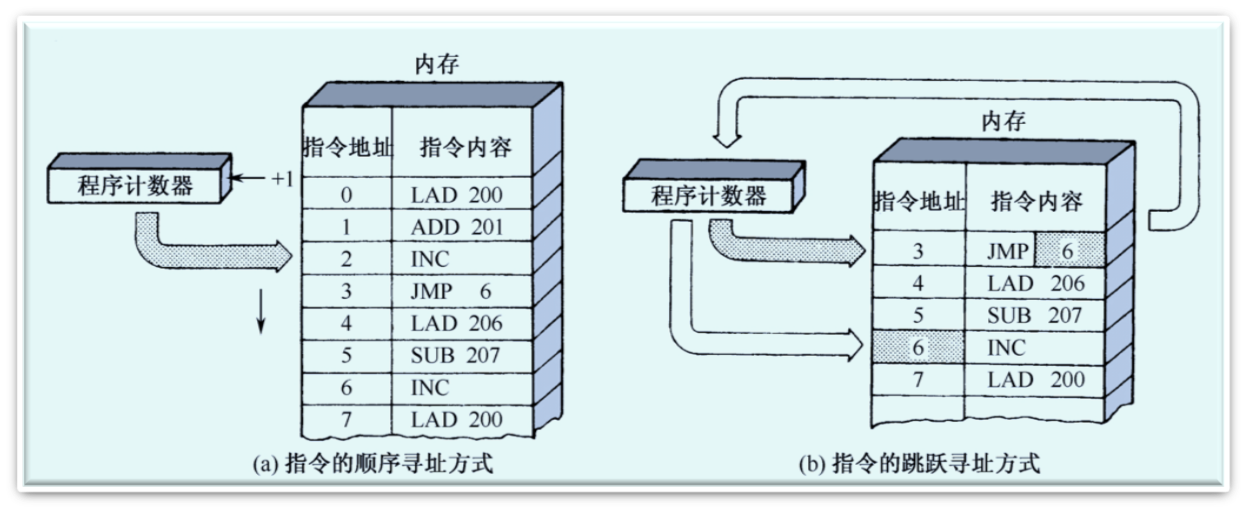 内存
指令地址 指令内容
程序计数器 +1
0 LAD 200
1 ADD 201
2 INC
3 JMP 6
4 LAD 206
5 SUB 207
6 INC
7 LAD 200
(a) 指令的顺序寻址方式
内存
程序计数器
指令地址 指令内容
3 JMP 6
4 LAD 206
5 SUB 207
6 INC
7 LAD 200
(b) 指令的跳跃寻址方式